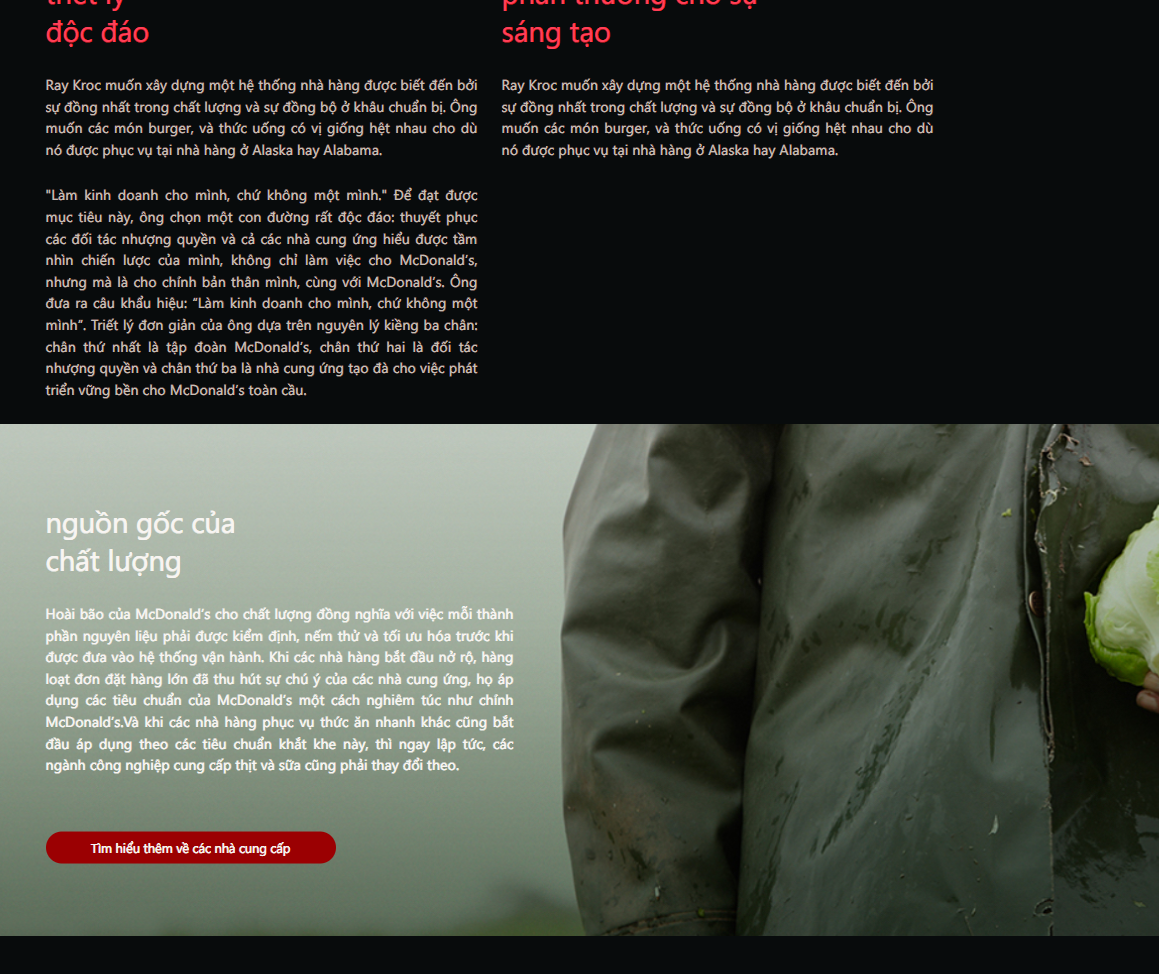 triết lý
độc đáo
Ray Kroc muốn xây dựng một hệ thống nhà hàng được biết đến bởi
sự đồng nhất trong chất lượng và sự đồng bộ ở khâu chuẩn bị. Ông
muốn các món burger, và thức uống có vị giống hệt nhau cho dù
nó được phục vụ tại nhà hàng ở Alaska hay Alabama.
"Làm kinh doanh cho mình, chứ không một mình." Để đạt được
mục tiêu này, ông chọn một con đường rất độc đáo: thuyết phục
các đối tác nhượng quyền và cả các nhà cung ứng hiểu được tầm
nhìn chiến lược của mình, không chỉ làm việc cho McDonald’s,
nhưng mà là cho chính bản thân mình, cùng với McDonald’s. Ông
đưa ra câu khẩu hiệu: “Làm kinh doanh cho mình, chứ không một
mình”. Triết lý đơn giản của ông dựa trên nguyên lý kiềng ba chân:
chân thứ nhất là tập đoàn McDonald’s, chân thứ hai là đối tác
nhượng quyền và chân thứ ba là nhà cung ứng tạo đà cho việc phát
triển vững bền cho McDonald’s toàn cầu.
phần thưởng cho sự
sáng tạo
Ray Kroc muốn xây dựng một hệ thống nhà hàng được biết đến bởi
sự đồng nhất trong chất lượng và sự đồng bộ ở khâu chuẩn bị. Ông
muốn các món burger, và thức uống có vị giống hệt nhau cho dù
nó được phục vụ tại nhà hàng ở Alaska hay Alabama.
nguồn gốc của
chất lượng
Hoài bão của McDonald’s cho chất lượng đồng nghĩa với việc mỗi thành
phần nguyên liệu phải được kiểm định, nếm thử và tối ưu hóa trước khi
được đưa vào hệ thống vận hành. Khi các nhà hàng bắt đầu nở rộ, hàng
loạt đơn đặt hàng lớn đã thu hút sự chú ý của các nhà cung ứng, họ áp
dụng các tiêu chuẩn của McDonald’s một cách nghiêm túc như chính
McDonald’s.Và khi các nhà hàng phục vụ thức ăn nhanh khác cũng bắt
đầu áp dụng theo các tiêu chuẩn khắt khe này, thì ngay lập tức, các
ngành công nghiệp cung cấp thịt và sữa cũng phải thay đổi theo.
Tìm hiểu thêm về các nhà cung cấp